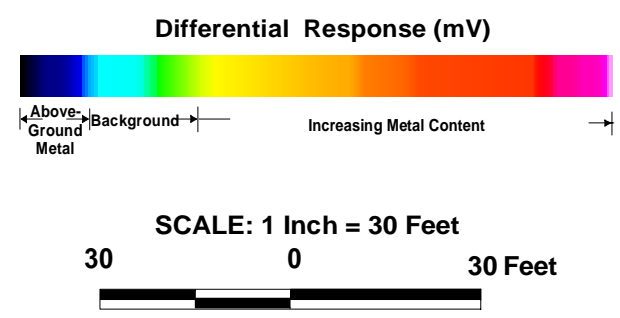 Differential Response (mV)
Above-
Ground
Metal
Background
Increasing Metal Content
SCALE: 1 Inch = 30 Feet
30 0 30 Feet